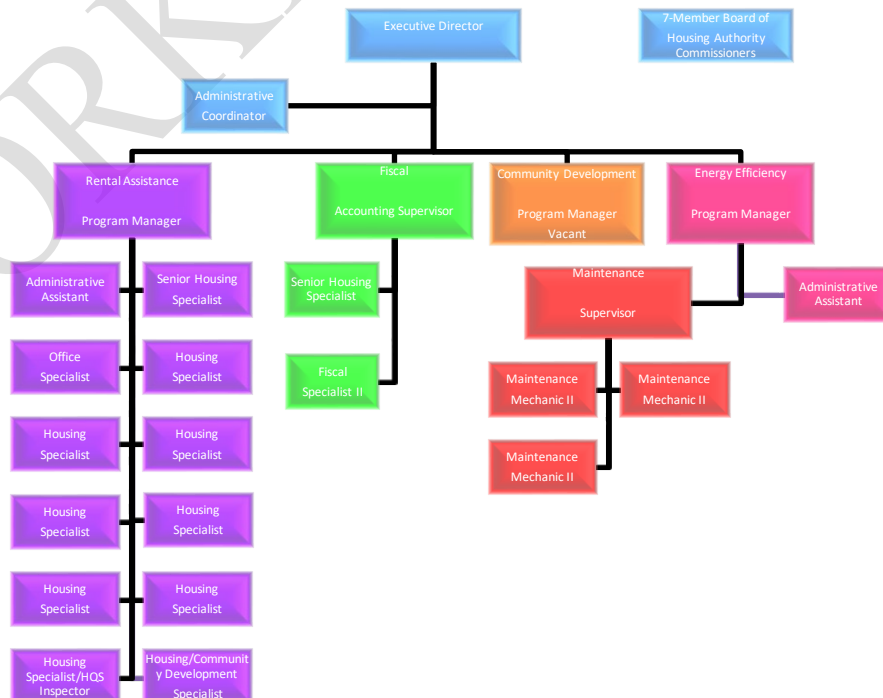 Executive Director
7-Member Board of
Housing Authority
Commissioners
Administrative
Coordinator
Rental Assistance
Program Manager
Fiscal
Accounting Supervisor
Community Development
Program Manager
Vacant
Energy Efficiency
Program Manager
Administrative
Assistant
Senior Housing
Specialist
Senior Housing
Specialist
Maintenance
Supervisor
Administrative
Assistant
Office
Specialist
Housing
Specialist
Fiscal
Specialist II
Maintenance
Mechanic II
Maintenance
Mechanic II
Housing
Specialist
Housing
Specialist
Maintenance
Mechanic II
Housing
Specialist
Housing
Specialist
Housing
Specialist
Housing
Specialist
Housing
Specialist/HQS
Inspector
Housing/Communit
y Development
Specialist